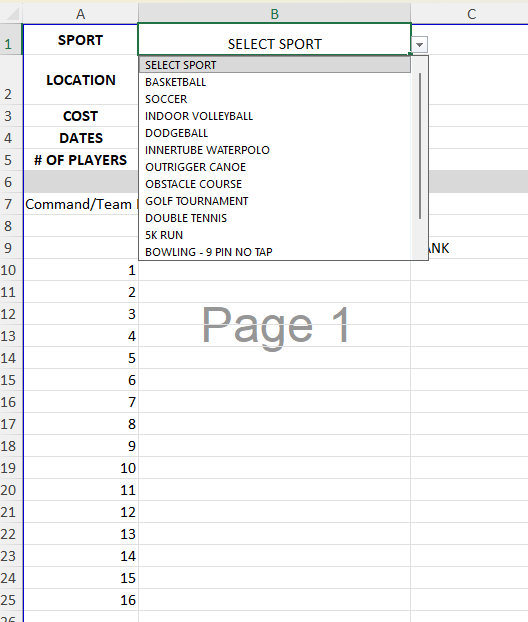 A B C
1 SPORT SELECT SPORT
SELECT SPORT
BASKETBALL
SOCCER
INDOOR VOLLEYBALL
DODGEBALL
INNERTUBE WATERPOLO
OUTRIGGER CANOE
OBSTACLE COURSE
GOLF TOURNAMENT
DOUBLE TENNIS
5K RUN
BOWLING - 9 PIN NO TAP
2 LOCATION
3 COST
4 DATES
5 # OF PLAYERS
6
7 Command/Team
8
9 ANK
10 1
11 2
12 3
13 4
14 5
15 6
16 7
17 8
18 9
19 10
20 11
21 12
22 13
23 14
24 15
25 16
26
Page 1